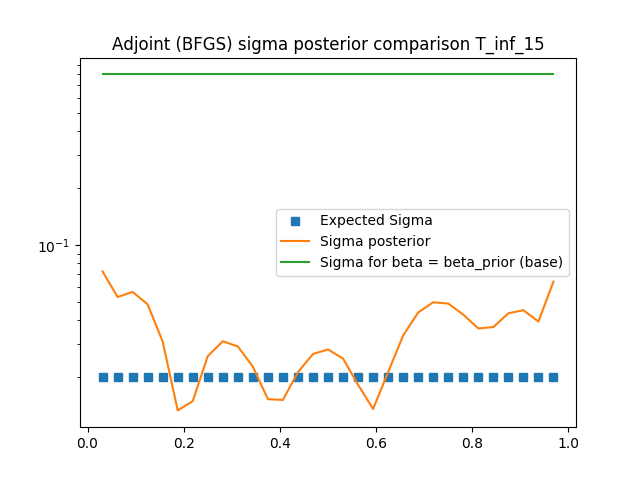 Adjoint (BFGS) sigma posterior comparison T_inf_15
10⁻¹
Expected Sigma
Sigma posterior
Sigma for beta = beta_prior (base)
0.0 0.2 0.4 0.6 0.8 1.0